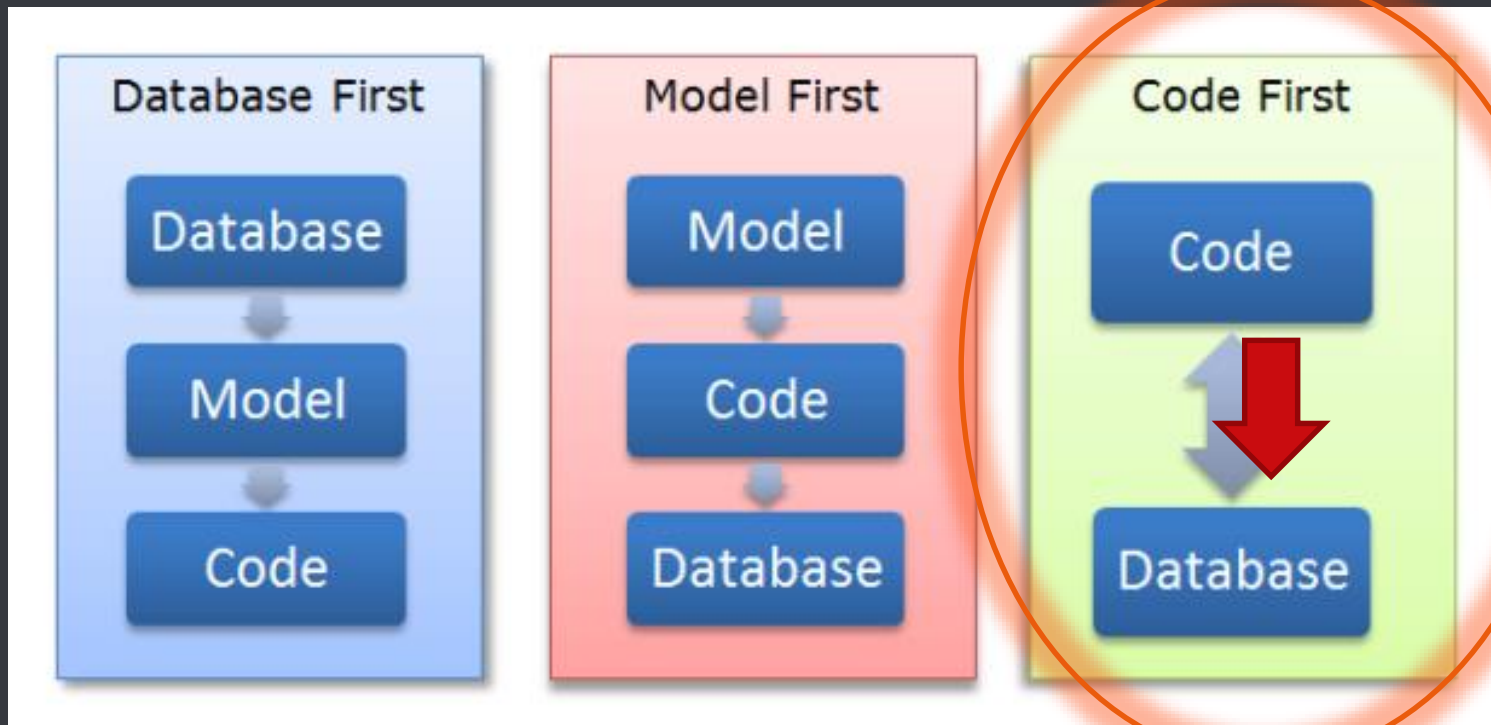 Database First
Database
Model
Code
Model First
Model
Code
Database
Code First
Code
Database